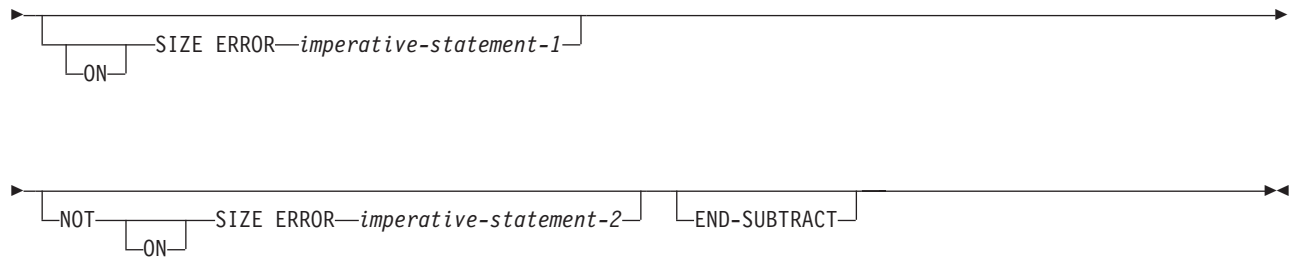 SIZE ERROR imperative-statement-1
ON
NOT SIZE ERROR imperative-statement-2 END-SUBTRACT
ON